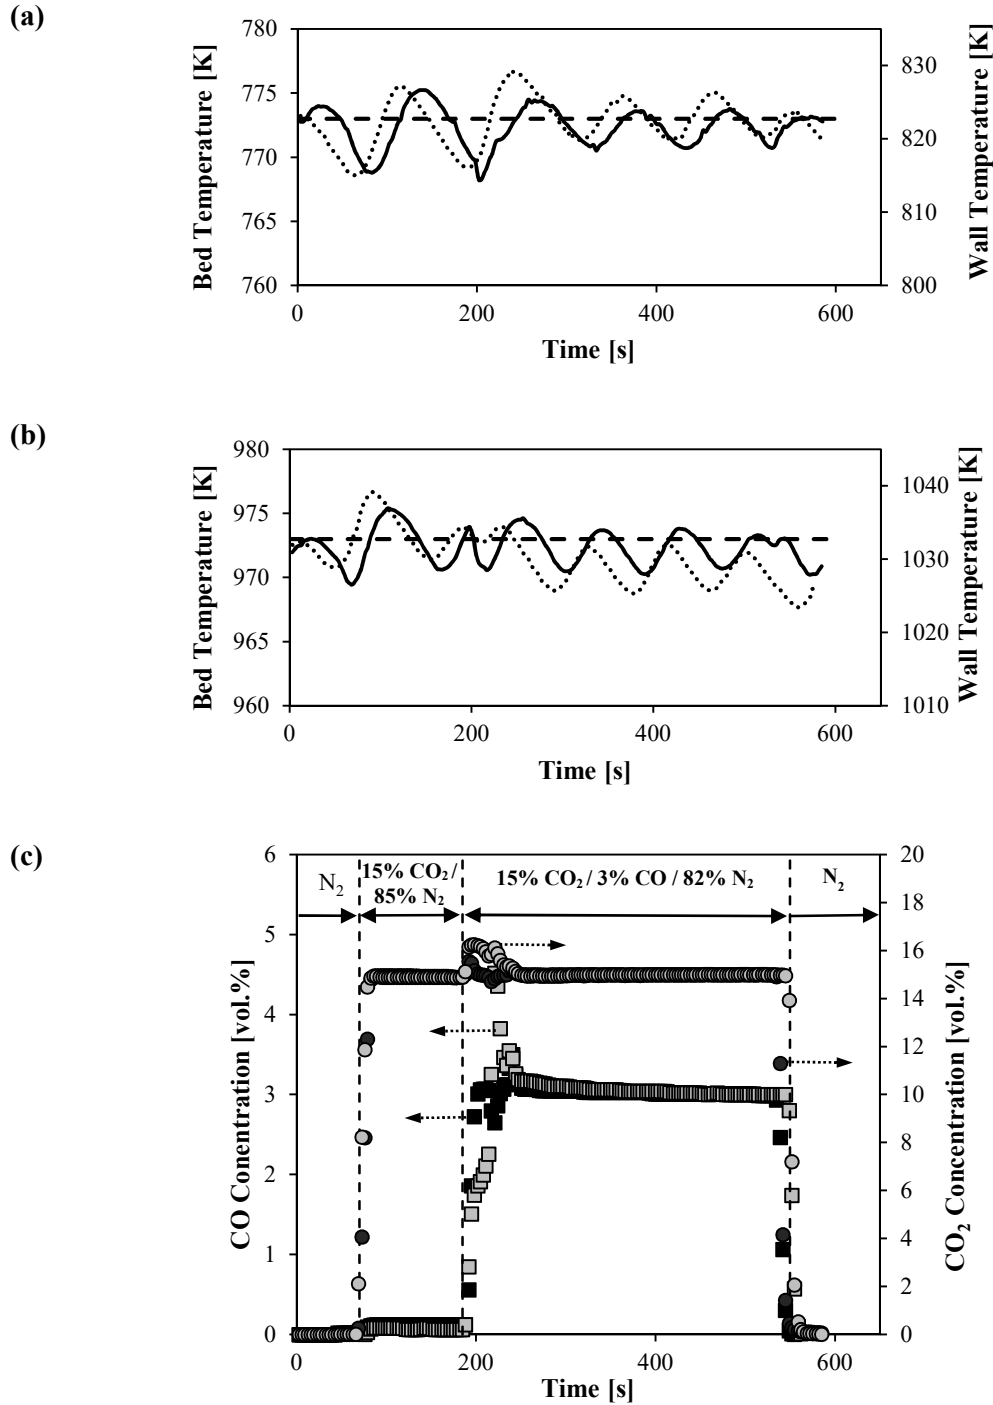 (a)
780
775
770
765
760
Bed Temperature [K]
830
820
810
800
Wall Temperature [K]
0
200
400
600
Time [s]
(b)
980
975
970
965
960
Bed Temperature [K]
1040
1030
1020
1010
Wall Temperature [K]
0
200
400
600
Time [s]
(c)
6
5
4
3
2
1
0
CO Conentration [vol.%]
N2
15% CO2 /
85% N2
15% CO2 / 3% CO / 82% N2
N2
20
18
16
14
12
10
8
6
4
2
0
CO2 Concentration [vol.%]
0
200
400
600
Time [s]